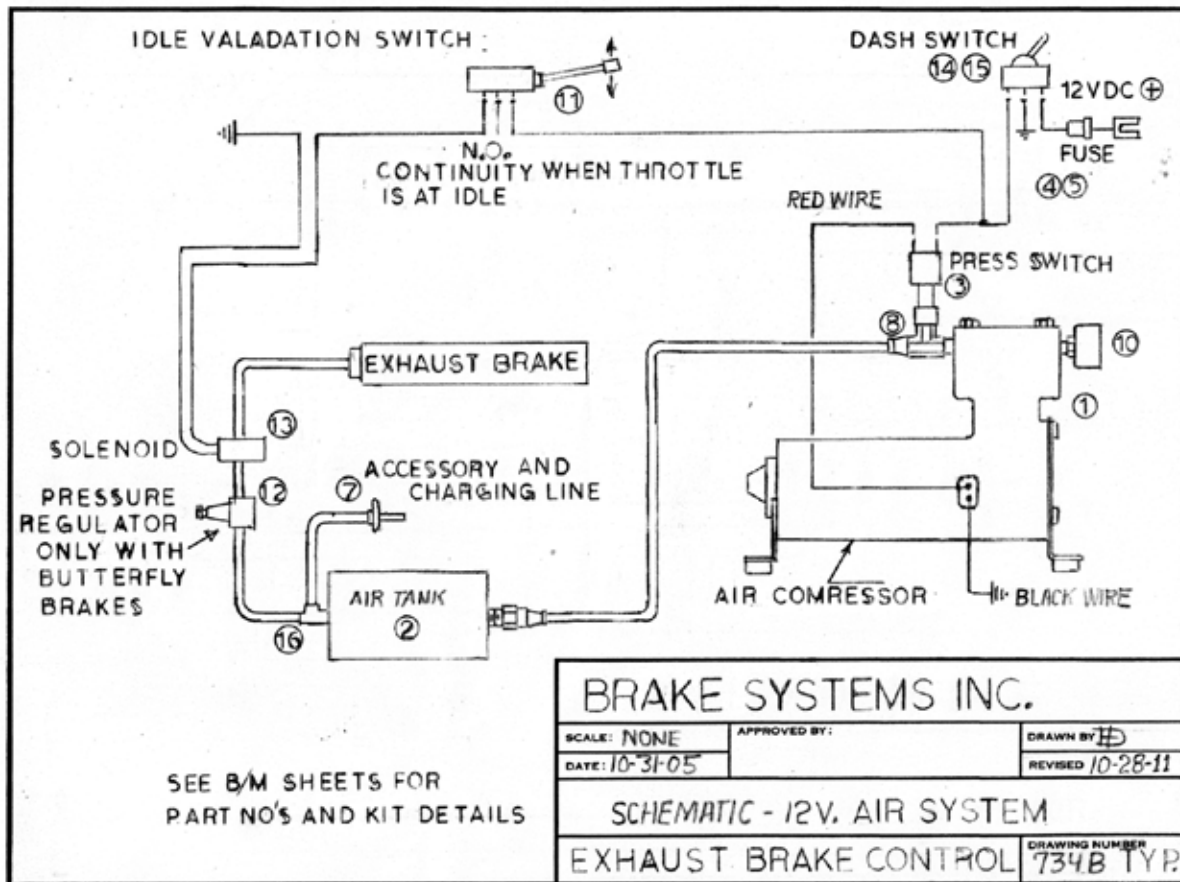 IDLE VALADATION SWITCH
11
N.O.
CONTINUITY WHEN THROTTLE
IS AT IDLE
DASH SWITCH
14 15
12VDC +
FUSE
4 5
RED WIRE
PRESS SWITCH
3
8
10
1
EXHAUST BRAKE
13
SOLENOID
12
PRESSURE
REGULATOR
ONLY WITH
BUTTERFLY
BRAKES
7
ACCESSORY AND
CHARGING LINE
AIR TANK
2
16
AIR COMRESSOR
BLACK WIRE
SEE B/M SHEETS FOR
PART NO'S AND KIT DETAILS
BRAKE SYSTEMS INC.
SCALE: NONE
APPROVED BY:
DRAWN BY
DATE: 10-31-05
REVISED 10-28-11
SCHEMATIC - 12V. AIR SYSTEM
EXHAUST BRAKE CONTROL
DRAWING NUMBER
734B TYP.